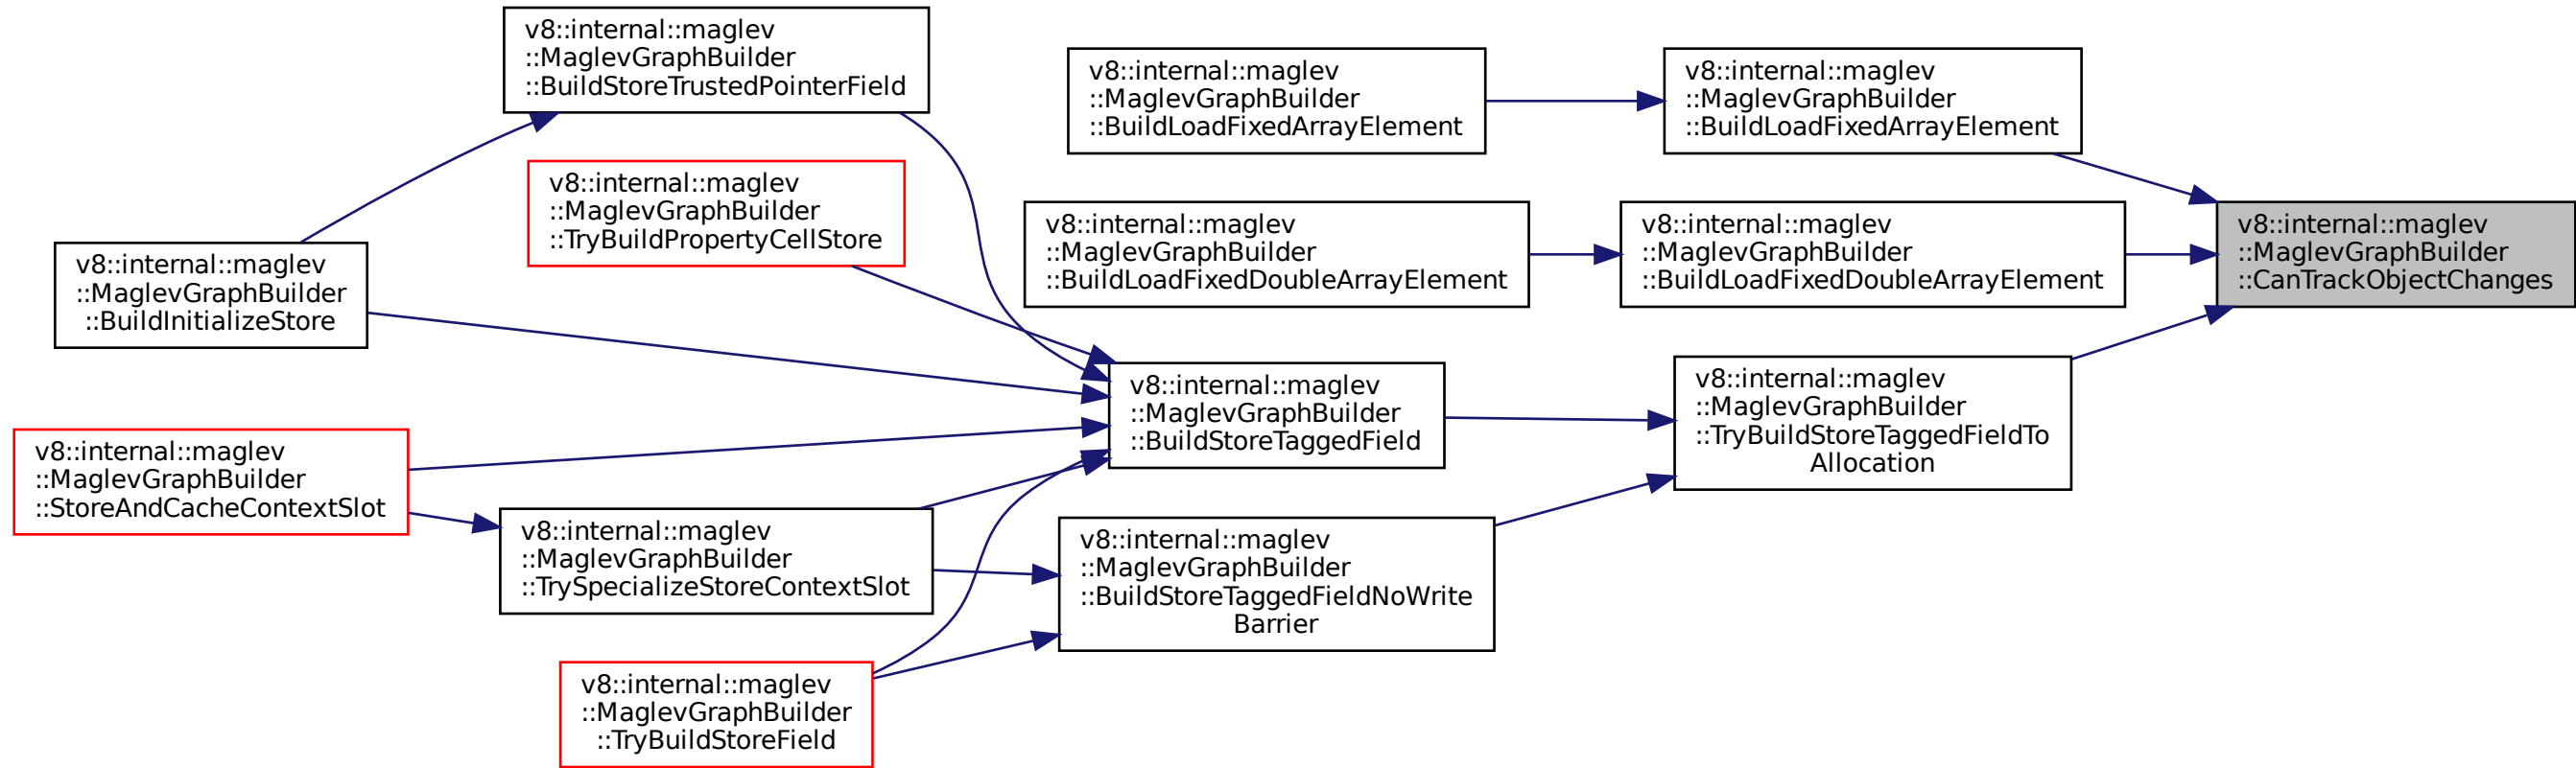 v8::internal::maglev
::MaglevGraphBuilder
::BuildStoreTrustedPointerField
v8::internal::maglev
::MaglevGraphBuilder
::BuildLoadFixedArrayElement
v8::internal::maglev
::MaglevGraphBuilder
::BuildLoadFixedArrayElement
v8::internal::maglev
::MaglevGraphBuilder
::TryBuildPropertyCellStore
v8::internal::maglev
::MaglevGraphBuilder
::BuildLoadFixedDoubleArrayElement
v8::internal::maglev
::MaglevGraphBuilder
::BuildLoadFixedDoubleArrayElement
v8::internal::maglev
::MaglevGraphBuilder
::CanTrackObjectChanges
v8::internal::maglev
::MaglevGraphBuilder
::BuildInitializeStore
v8::internal::maglev
::MaglevGraphBuilder
::BuildStoreTaggedField
v8::internal::maglev
::MaglevGraphBuilder
::TryBuildStoreTaggedFieldTo
Allocation
v8::internal::maglev
::MaglevGraphBuilder
::StoreAndCacheContextSlot
v8::internal::maglev
::MaglevGraphBuilder
::TrySpecializeStoreContextSlot
v8::internal::maglev
::MaglevGraphBuilder
::BuildStoreTaggedFieldNoWrite
Barrier
v8::internal::maglev
::MaglevGraphBuilder
::TryBuildStoreField